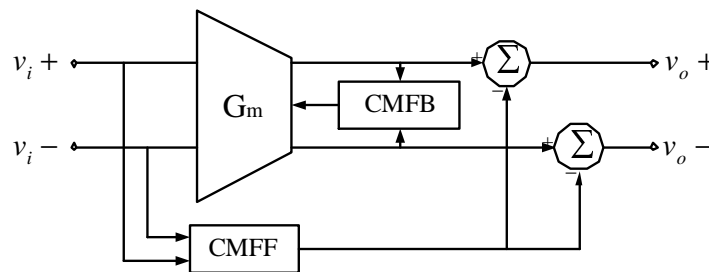 v_i + G_m CMFB + − Σ v_o +
v_i − + − Σ v_o −
CMFF